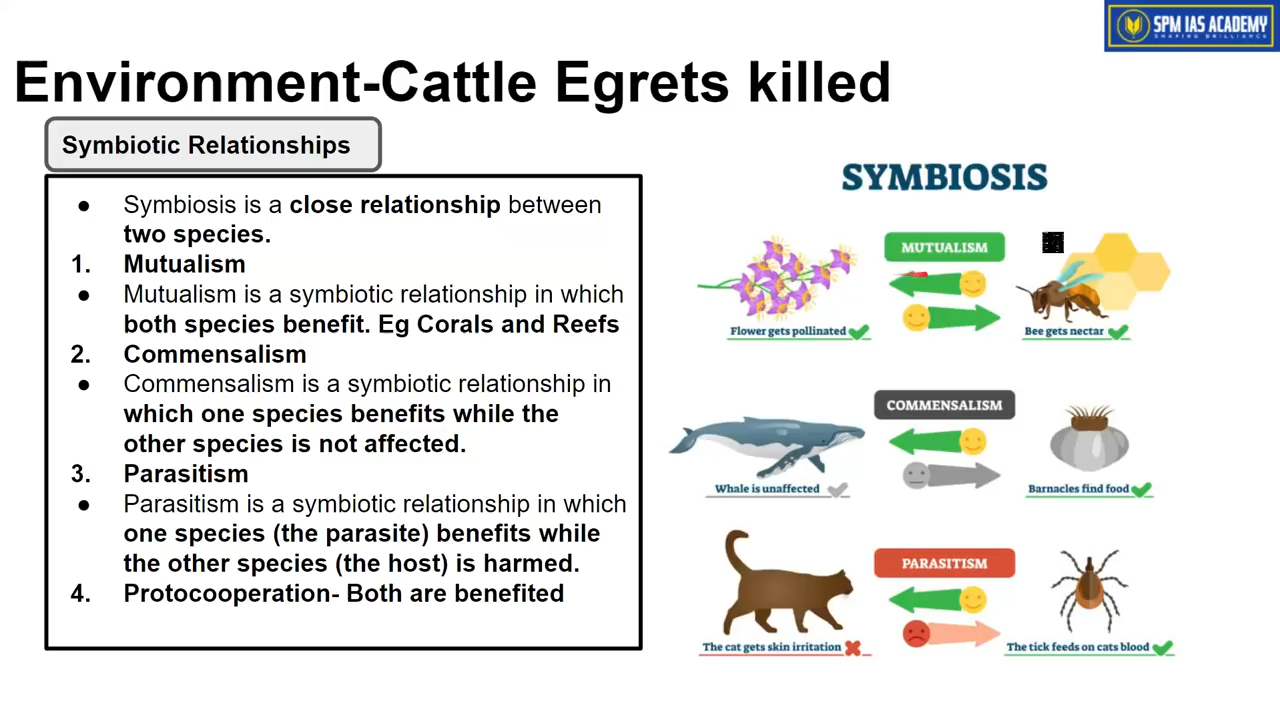 SPM IAS ACADEMY
SHAPING BRILLIANCE
Environment-Cattle Egrets killed
Symbiotic Relationships
● Symbiosis is a close relationship between
two species.
1. Mutualism
● Mutualism is a symbiotic relationship in which
both species benefit. Eg Corals and Reefs
2. Commensalism
● Commensalism is a symbiotic relationship in
which one species benefits while the
other species is not affected.
3. Parasitism
● Parasitism is a symbiotic relationship in which
one species (the parasite) benefits while
the other species (the host) is harmed.
4. Protocooperation- Both are benefited
SYMBIOSIS
MUTUALISM
Flower gets pollinated
Bee gets nectar
COMMENSALISM
Whale is unaffected
Barnacles find food
PARASITISM
The cat gets skin irritation
The tick feeds on cats blood